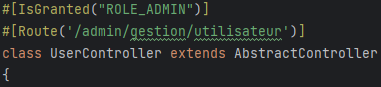 #[IsGranted("ROLE_ADMIN")]
#[Route('/admin/gestion/utilisateur')]
class UserController extends AbstractController
{